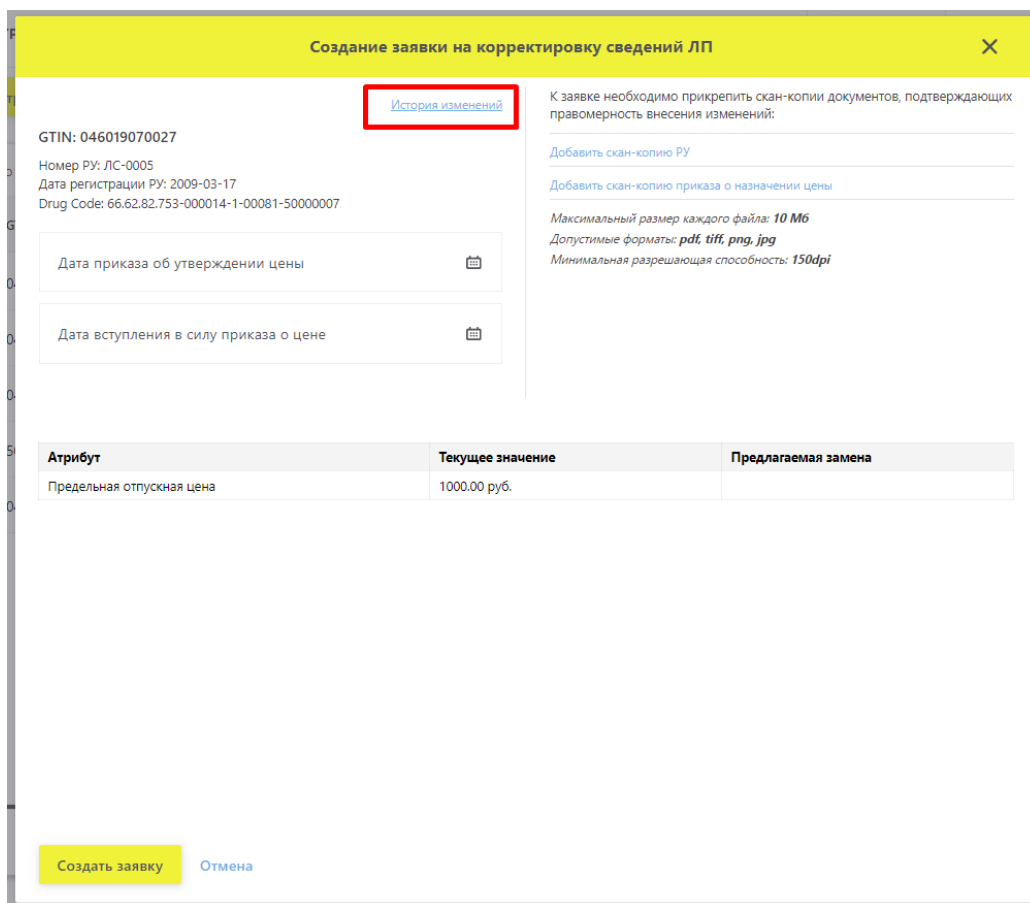 Создание заявки на корректировку сведений ЛП
История изменений
GTIN: 046019070027
Номер РУ: ЛС-0005
Дата регистрации РУ: 2009-03-17
Drug Code: 66.62.82.753-000014-1-00081-50000007
Дата приказа об утверждении цены
Дата вступления в силу приказа о цене
К заявке необходимо прикрепить скан-копии документов, подтверждающих
правомерность внесения изменений:
Добавить скан-копию РУ
Добавить скан-копию приказа о назначении цены
Максимальный размер каждого файла: 10 Мб
Допустимые форматы: pdf, tiff, png, jpg
Минимальная разрешающая способность: 150dpi
Атрибут Текущее значение Предлагаемая замена
Предельная отпускная цена 1000.00 руб.
Создать заявку Отмена